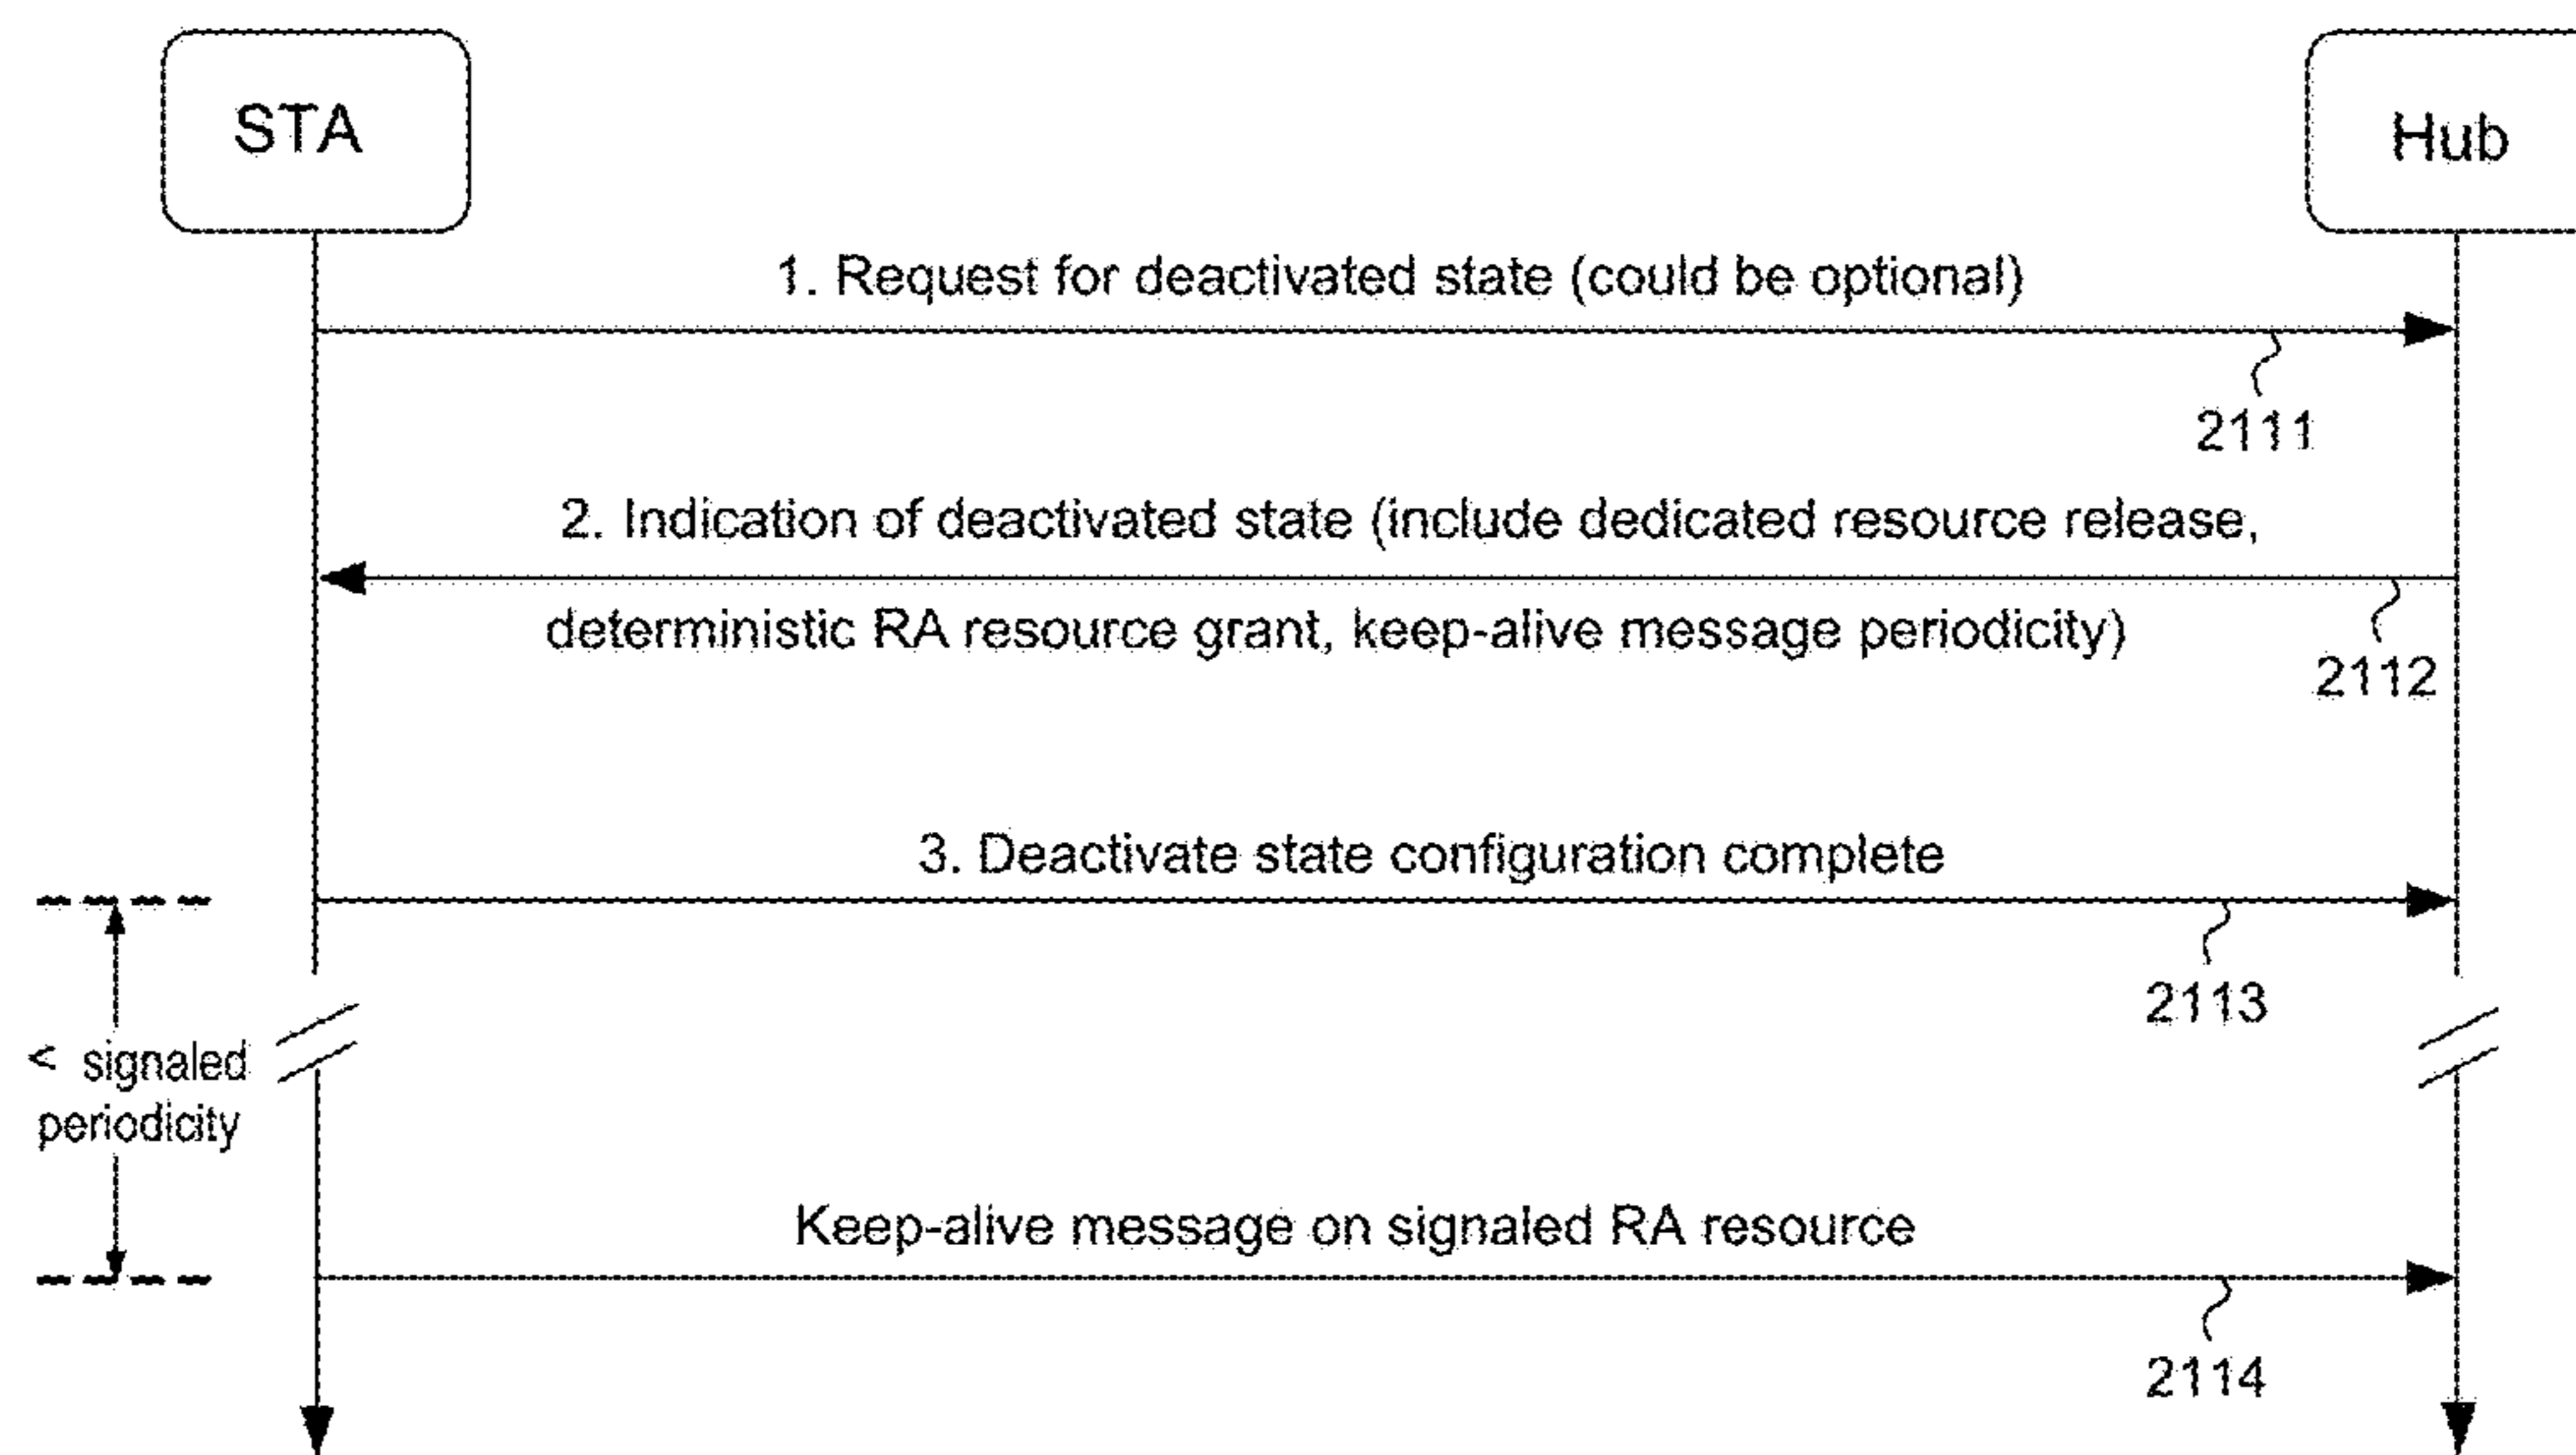 STA
Hub
1. Request for deactivated state (could be optional)
2111
2. Indication of deactivated state (include dedicated resource release,
deterministic RA resource grant, keep-alive message periodicity)
2112
3. Deactivate state configuration complete
2113
< signaled
periodicity
Keep-alive message on signaled RA resource
2114